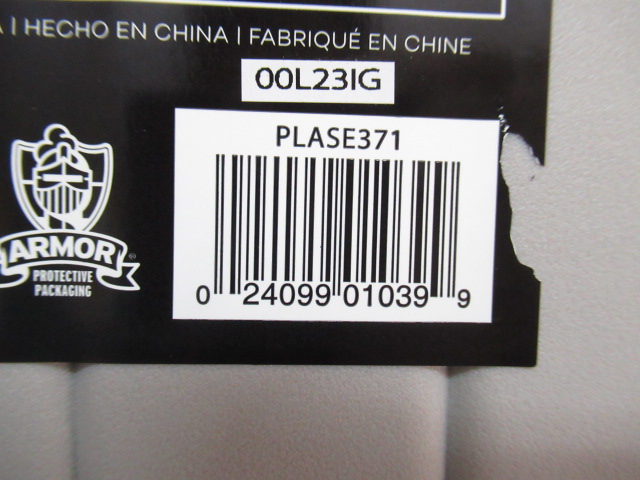 A | HECHO EN CHINA | FABRIQUÉ EN CHINE
00L23IG
PLASE371
0 24099 01039 9
ARMOR®
PROTECTIVE
PACKAGING